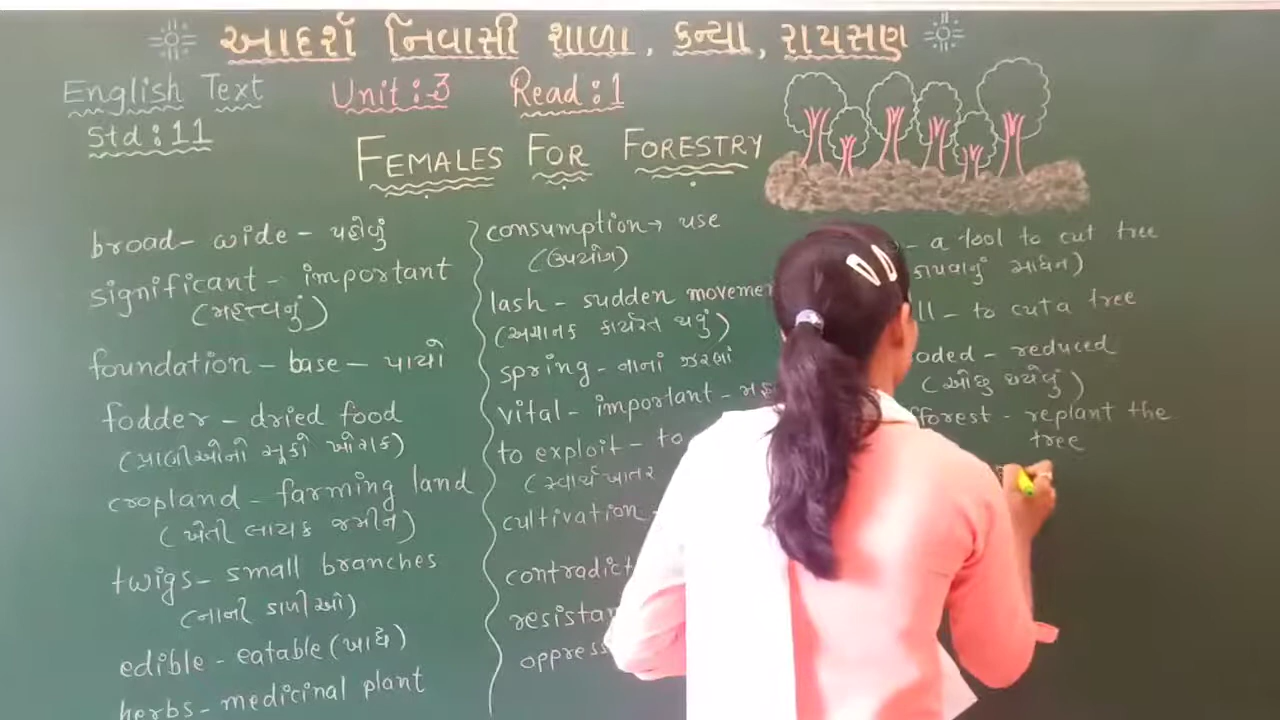 આદર્શ નિવાસી શાળા, કન્યા, રાયસણ
English Text Unit:-3 Read:1
Std:11
FEMALES FOR FORESTRY
broad- wide - પહોળું
significant - important
(મહત્ત્વનું)
foundation - base - પાયો
fodder - dried food
(પ્રાણીઓનો સૂકો ખોરાક)
cropland - farming land
(ખેતી લાયક જમીન)
twigs- small branches
(નાની ડાળીઓ)
edible - eatable (ખાદ્ય)
herbs- medicinal plant
consumption → use
(ઉપયોગ)
lash - sudden movemen
(અચાનક કાર્યરત થવું)
spring - નાનાં ઝરણાં
vital - important -
to exploit - to
(સ્વાર્થ ખાતર
cultivation -
contradict
resistan
oppress
- a tool to cut tree
કાપવાનું સાધન)
ll - to cut a tree
oded - reduced
(ઓછુ થયેલું)
fforest - replant the
tree